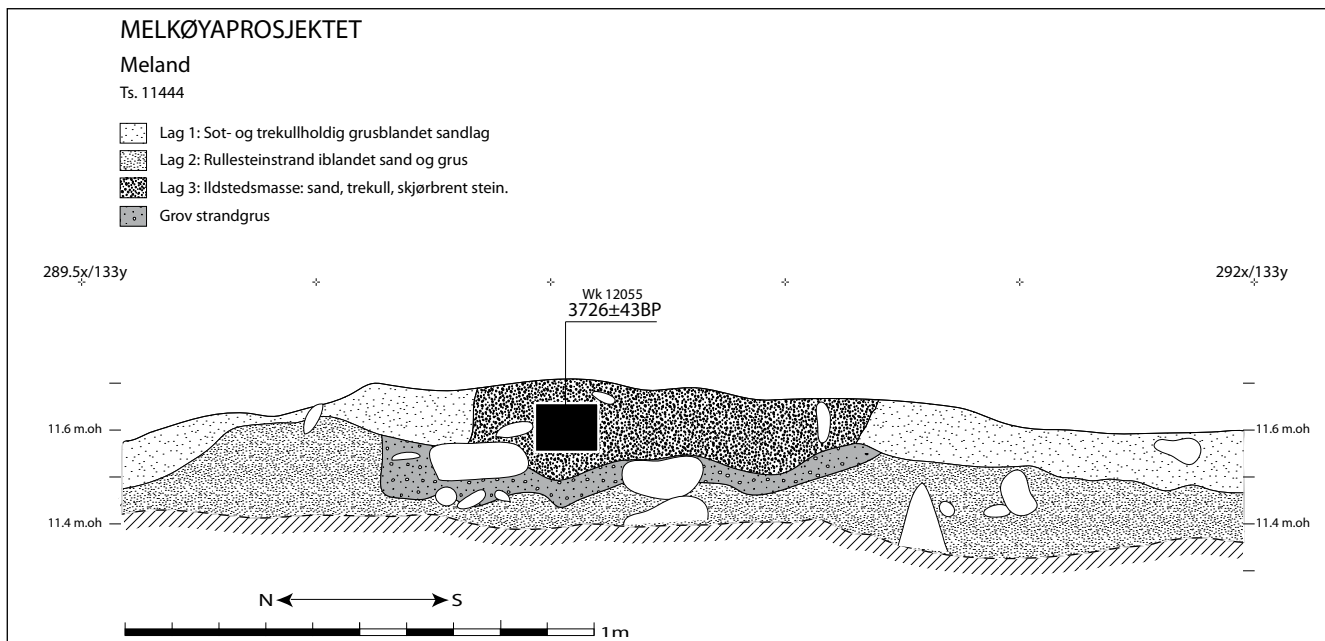 MELKØYAPROSJEKTET
Meland
Ts. 11444
Lag 1: Sot- og trekullholdig grusblandet sandlag
Lag 2: Rullesteinstrand iblandet sand og grus
Lag 3: Ildstedsmasse: sand, trekull, skjørbrent stein.
Grov strandgrus
289.5x/133y
292x/133y
Wk 12055
3726±43BP
11.6 m.oh
11.6 m.oh
11.4 m.oh
11.4 m.oh
N S
1m